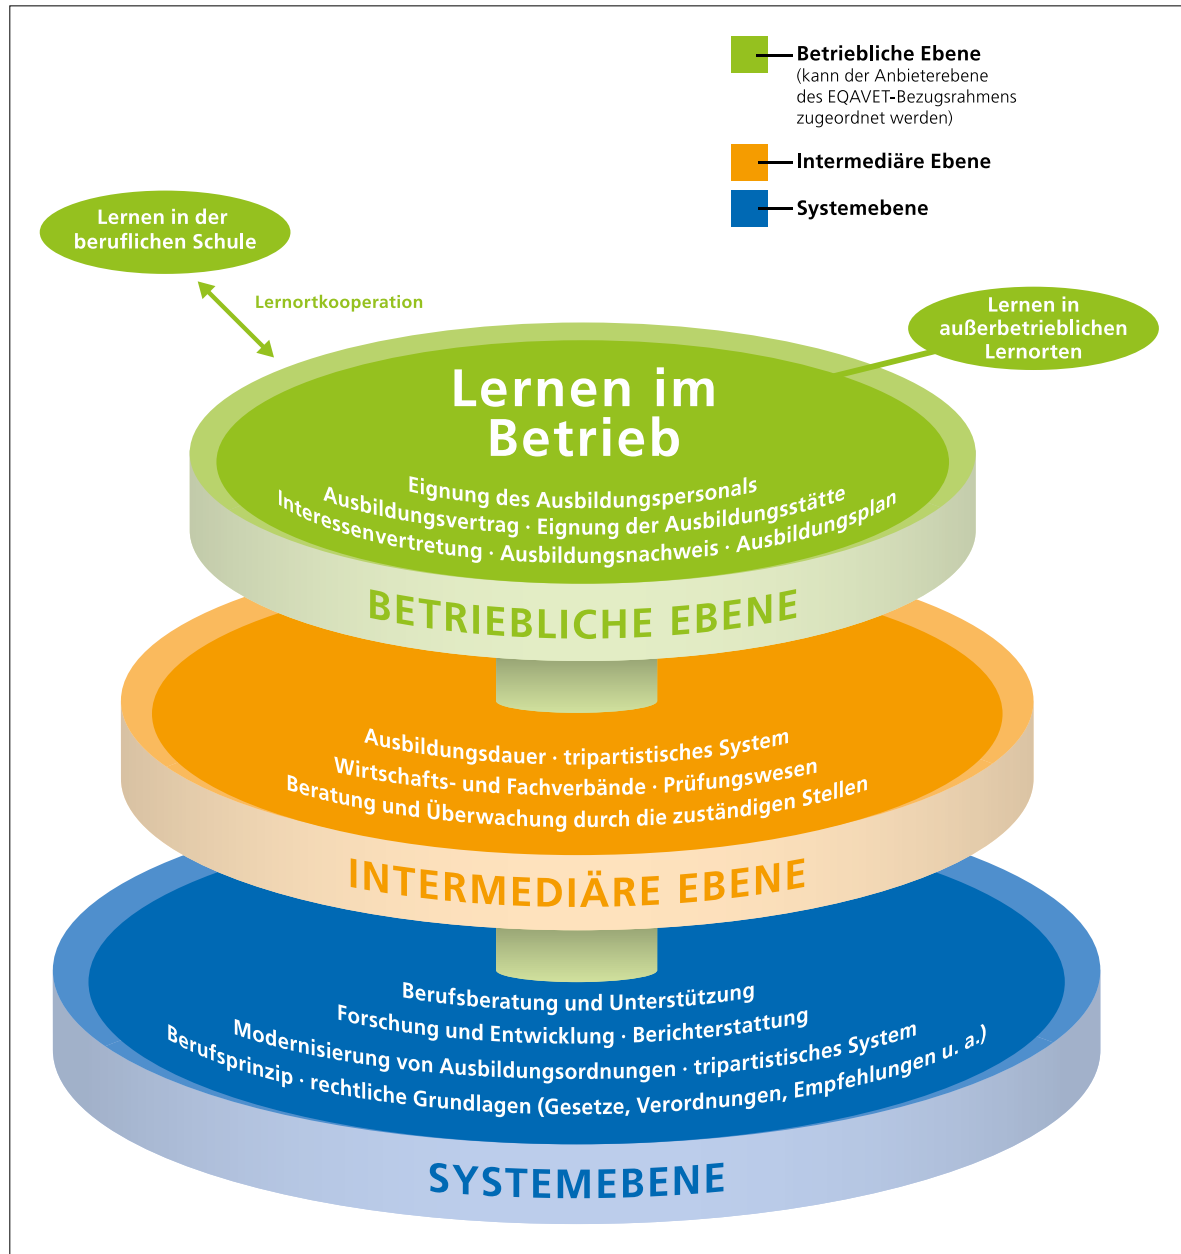 Betriebliche Ebene
(kann der Anbieterebene
des EQAVET-Bezugsrahmens
zugeordnet werden)
Intermediäre Ebene
Systemebene
Lernen in der
beruflichen Schule
Lernortkooperation
Lernen in
außerbetrieblichen
Lernorten
Lernen im
Betrieb
Eignung des Ausbildungspersonals
Ausbildungsvertrag · Eignung der Ausbildungsstätte
Interessenvertretung · Ausbildungsnachweis · Ausbildungsplan
BETRIEBLICHE EBENE
Ausbildungsdauer · tripartistisches System
Wirtschafts- und Fachverbände · Prüfungswesen
Beratung und Überwachung durch die zuständigen Stellen
INTERMEDIÄRE EBENE
Berufsberatung und Unterstützung
Forschung und Entwicklung · Berichterstattung
Modernisierung von Ausbildungsordnungen · tripartistisches System
Berufsprinzip · rechtliche Grundlagen (Gesetze, Verordnungen, Empfehlungen u. a.)
SYSTEMEBENE